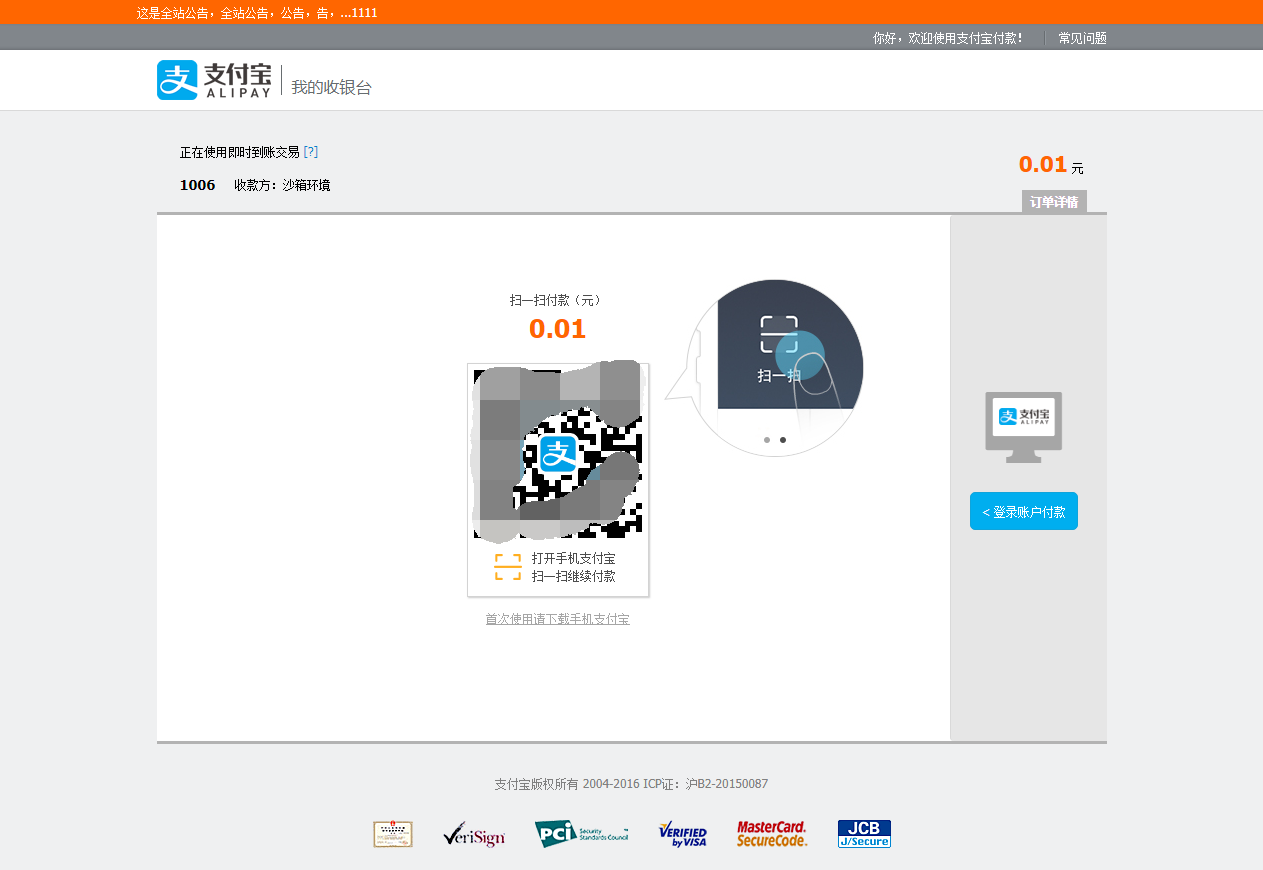 这是全站公告，全站公告，公告，告，...1111
你好，欢迎使用支付宝付款！ 常见问题
支付宝 ALIPAY 我的收银台
正在使用即时到账交易 [?]
0.01 元
1006 收款方：沙箱环境
订单详情
扫一扫付款（元）
0.01
扫一扫
支付宝
ALIPAY
< 登录账户付款
打开手机支付宝
扫一扫继续付款
首次使用请下载手机支付宝
支付宝版权所有 2004-2016 ICP证：沪B2-20150087
VeriSign PCI Security Standards Council VERIFIED by VISA MasterCard. SecureCode. JCB J/Secure